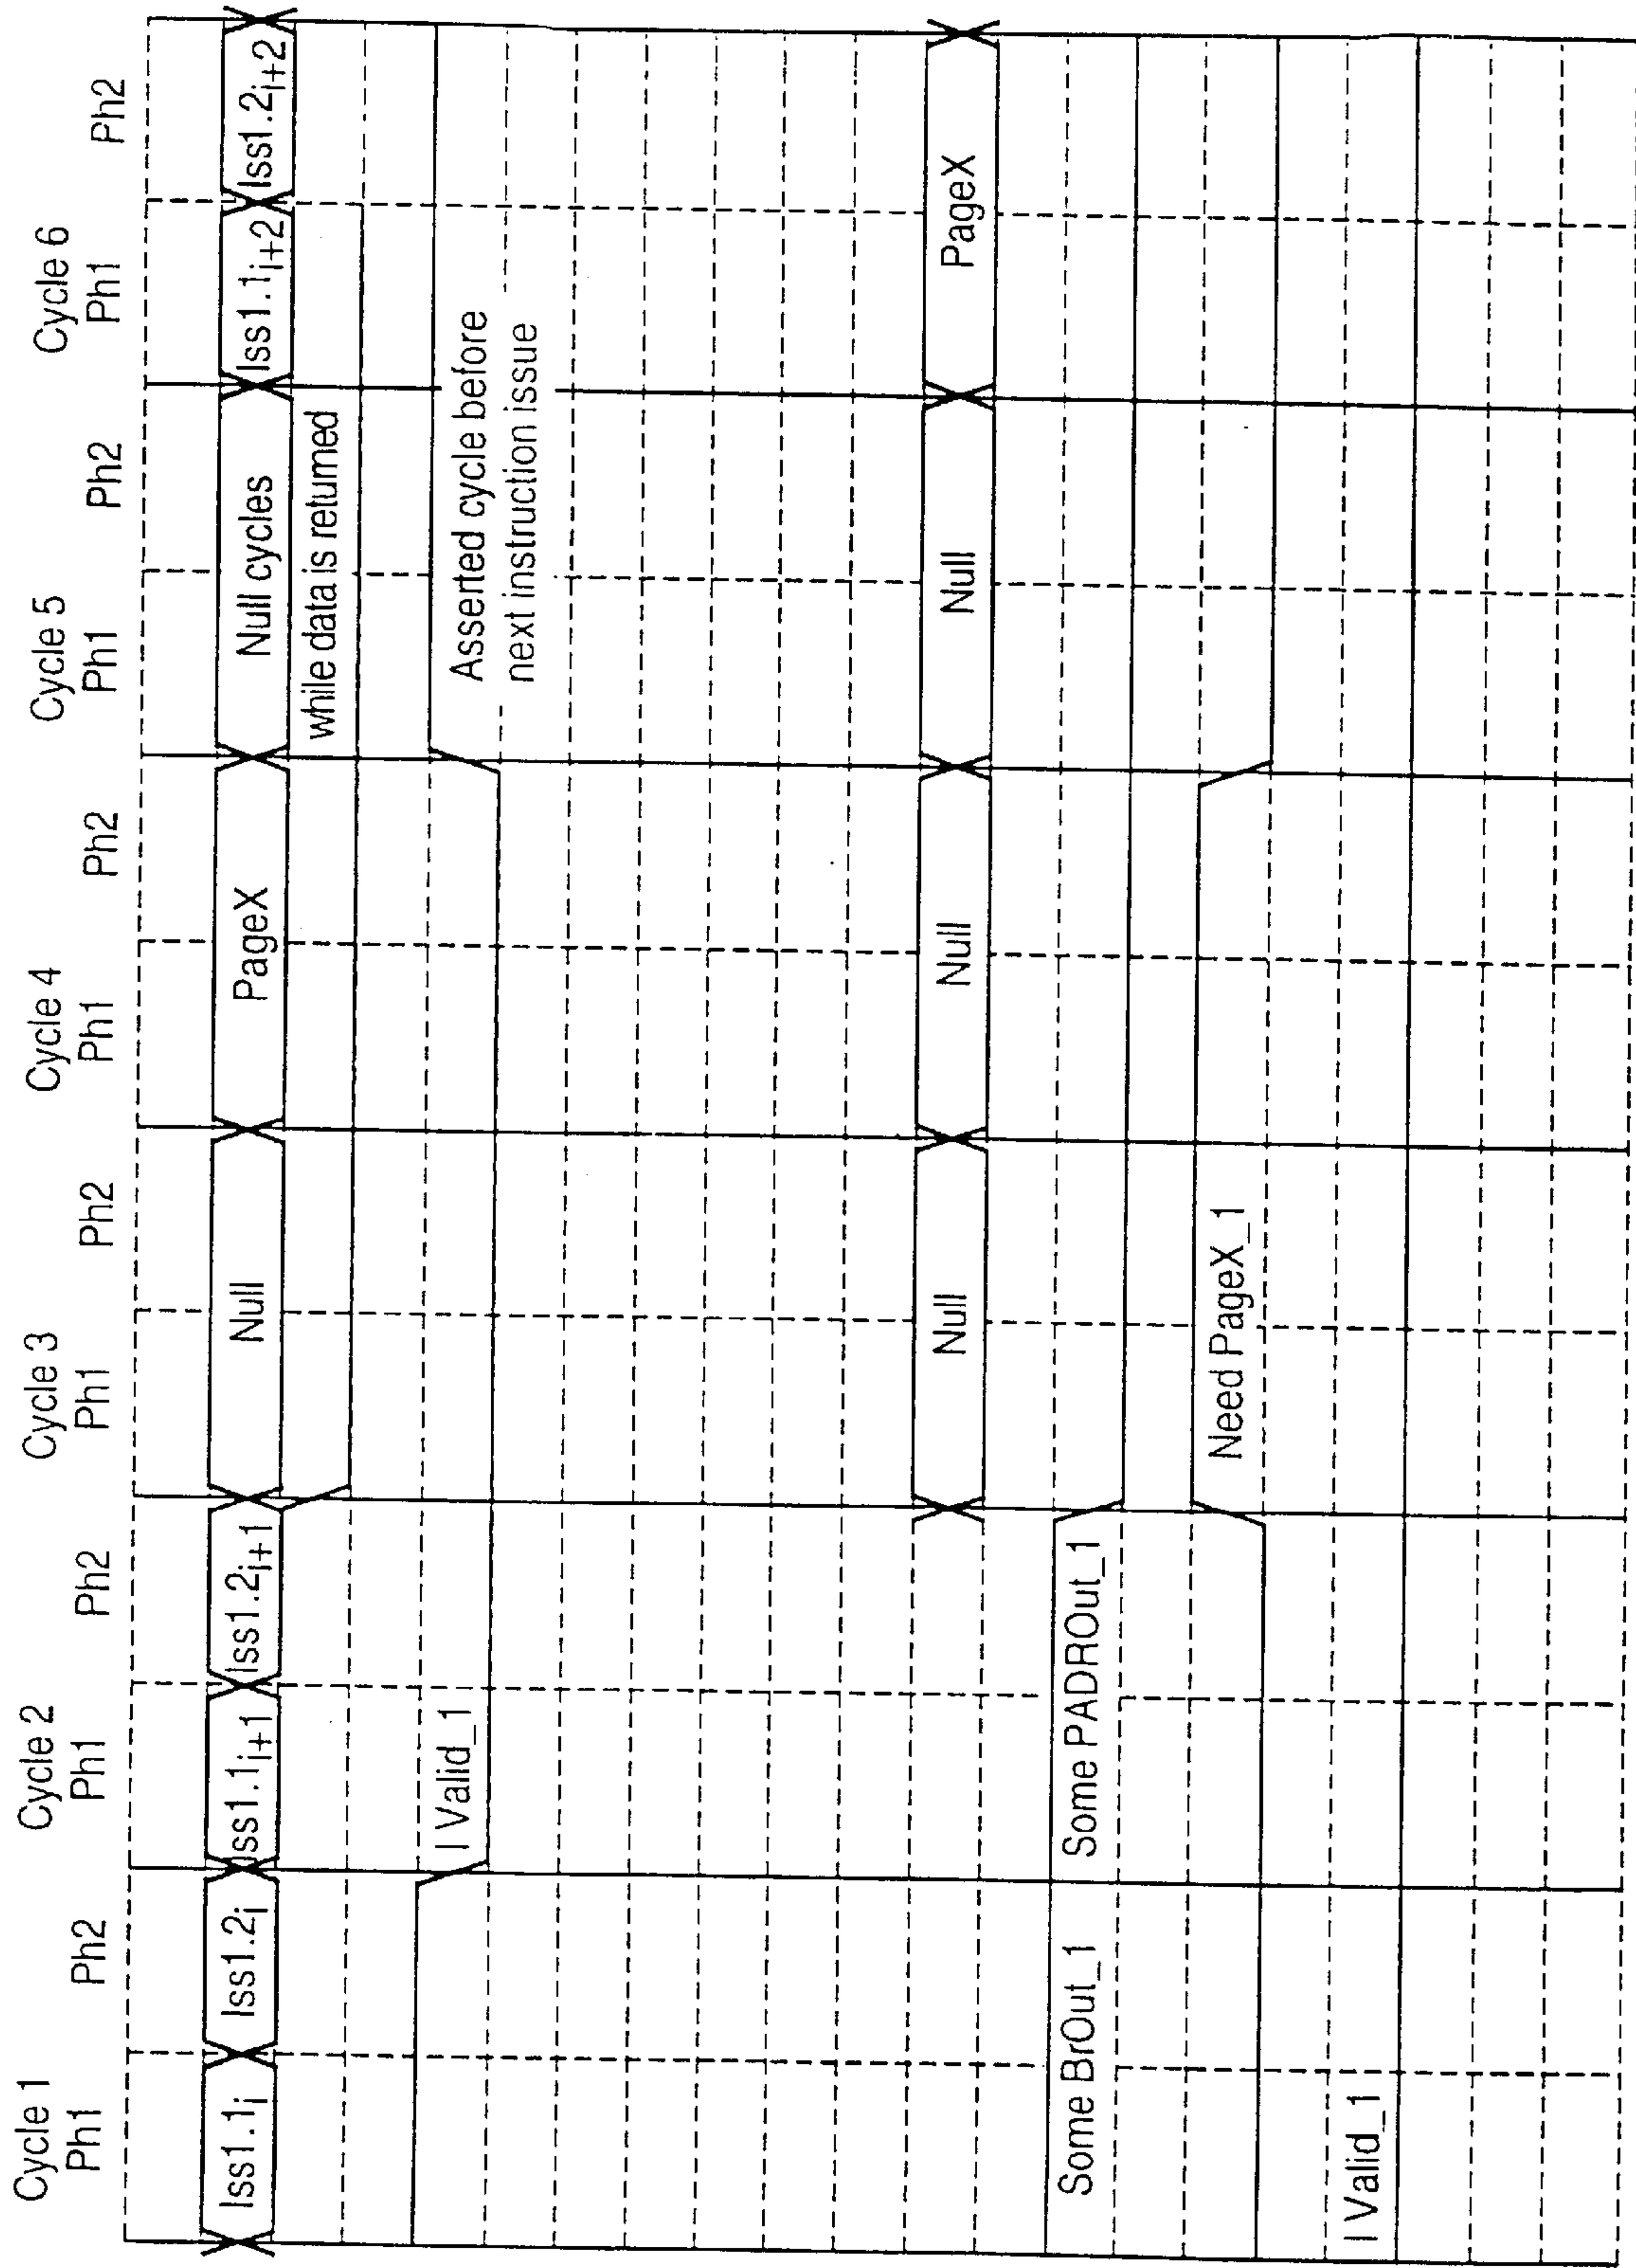 Cycle 1
Cycle 2
Cycle 3
Cycle 4
Cycle 5
Cycle 6
Ph1
Ph2
Ph1
Ph2
Ph1
Ph2
Ph1
Ph2
Ph1
Ph2
Ph1
Ph2
Iss1.1i
Iss1.2i
Iss1.1i+1
Iss1.2i+1
Null
PageX
Null cycles
Iss1.1i+2
Iss1.2i+2
while data is returned
I Valid_1
Asserted cycle before
next instruction issue
Null
Null
Null
PageX
Some BrOut_1
Some PADROut_1
Need PageX_1
I Valid_1